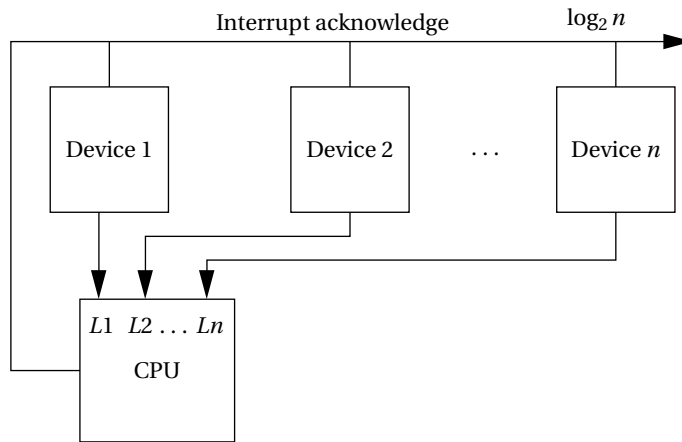 Interrupt acknowledge
log₂ n
Device 1
Device 2
. . .
Device n
L1 L2 . . . Ln
CPU